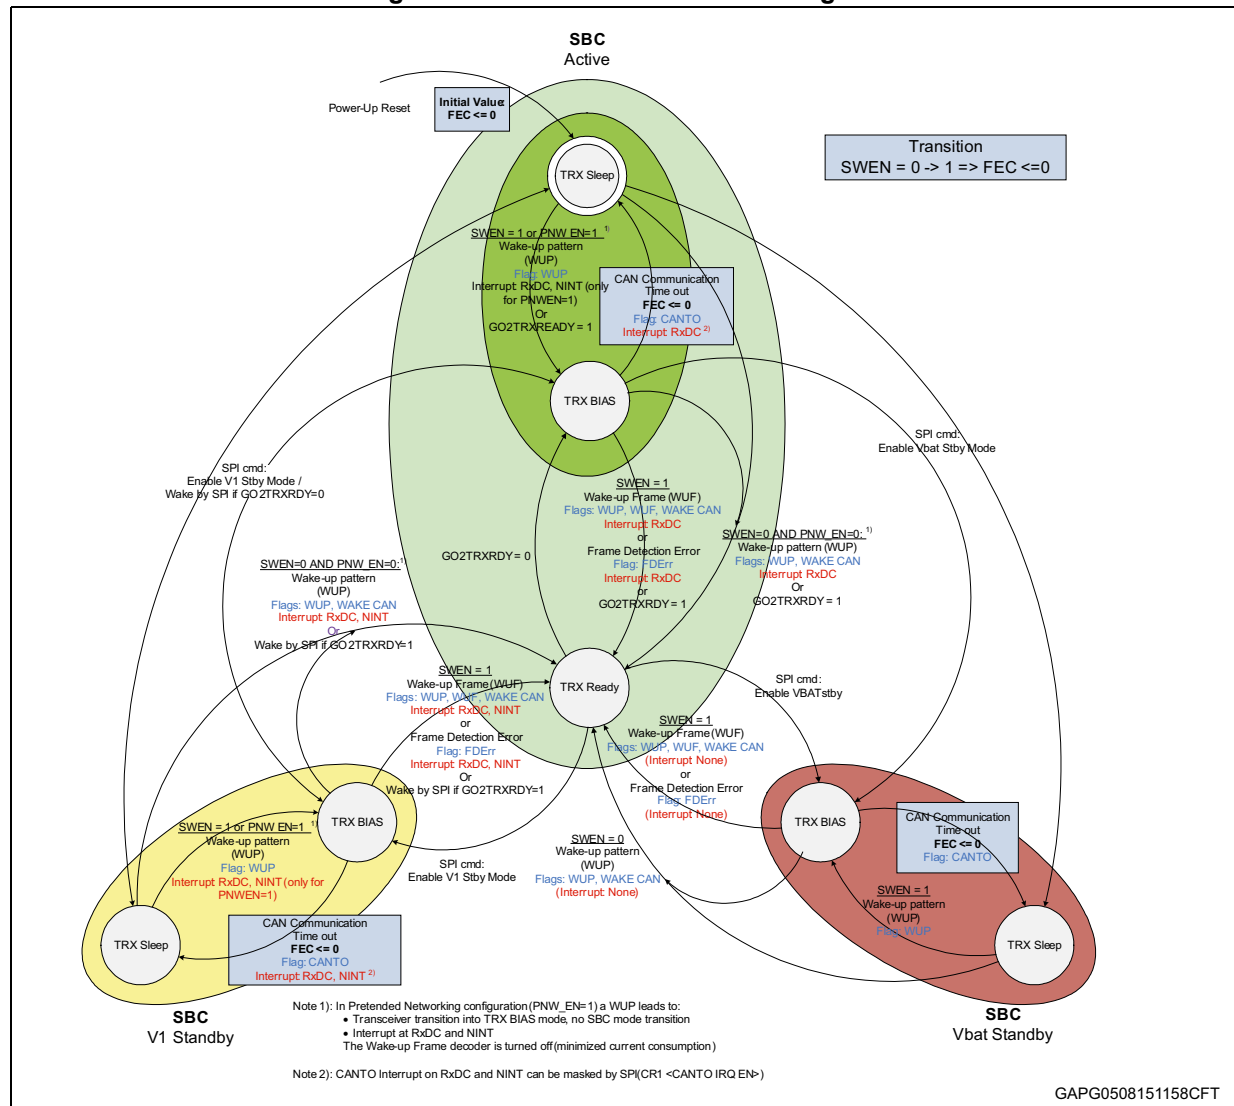 SBC
Active
Power-Up Reset
Initial Value:
FEC <= 0
Transition
SWEN = 0 -> 1 => FEC <=0
TRX Sleep
SWEN = 1 or PNW EN=1 1)
Wake-up pattern
(WUP)
Flag: WUP
Interrupt: RxDC, NINT (only
for PNWEN=1)
Or
GO2TRXREADY = 1
CAN Communication
Time out
FEC <= 0
Flag: CANTO
Interrupt: RxDC 2)
TRX BIAS
SPI cmd:
Enable Vbat Stby Mode
SPI cmd:
Enable V1 Stby Mode /
Wake by SPI if GO2TRXRDY=0
SWEN = 1
Wake-up Frame (WUF)
Flags: WUP, WUF, WAKE CAN
Interrupt: RxDC
or
Frame Detection Error
Flag: FDErr
Interrupt: RxDC
or
GO2TRXRDY = 1
SWEN=0 AND PNW_EN=0: 1)
Wake-up pattern (WUP)
Flags: WUP, WAKE CAN
Interrupt: RxDC
Or
GO2TRXRDY = 1
GO2TRXRDY = 0
SWEN=0 AND PNW_EN=0: 1)
Wake-up pattern
(WUP)
Flags: WUP, WAKE CAN
Interrupt: RxDC, NINT
Or
Wake by SPI if GO2TRXRDY=1
TRX Ready
SWEN = 1
Wake-up Frame (WUF)
Flags: WUP, WUF, WAKE CAN
Interrupt: RxDC, NINT
or
Frame Detection Error
Flag: FDErr
Interrupt: RxDC, NINT
Or
Wake by SPI if GO2TRXRDY=1
SPI cmd:
Enable VBATstby
SWEN = 1
Wake-up Frame (WUF)
Flags: WUP, WUF, WAKE CAN
(Interrupt: None)
or
Frame Detection Error
Flag: FDErr
(Interrupt: None)
TRX BIAS
SWEN = 1 or PNW EN=1 1)
Wake-up pattern
(WUP)
Flag: WUP
Interrupt: RxDC, NINT (only for
PNWEN=1)
SPI cmd:
Enable V1 Stby Mode
SWEN = 0
Wake-up pattern
(WUP)
Flags: WUP, WAKE CAN
(Interrupt: None)
TRX BIAS
CAN Communication
Time out
FEC <= 0
Flag: CANTO
SWEN = 1
Wake-up pattern
(WUP)
Flag: WUP
TRX Sleep
CAN Communication
Time out
FEC <= 0
Flag: CANTO
Interrupt: RxDC, NINT 2)
TRX Sleep
SBC
V1 Standby
SBC
Vbat Standby
Note 1): In Pretended Networking configuration (PNW_EN=1) a WUP leads to:
• Transceiver transition into TRX BIAS mode, no SBC mode transition
• Interrupt at RxDC and NINT
The Wake-up Frame decoder is turned off (minimized current consumption)
Note 2): CANTO Interrupt on RxDC and NINT can be masked by SPI (CR1 <CANTO IRQ EN>)
GAPG0508151158CFT